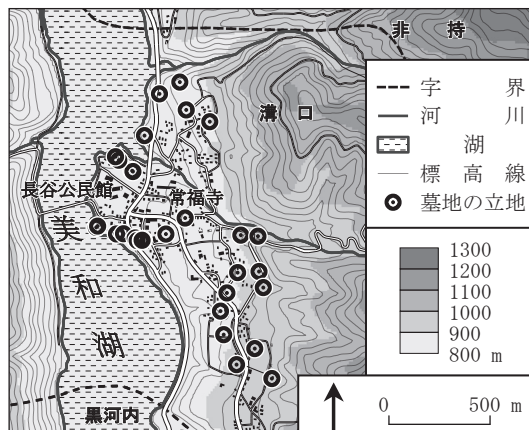 非持
溝口
長谷公民館
常福寺
美和湖
黒河内
字界
河川
湖
標高線
墓地の立地
1300
1200
1100
1000
900
800 m
0 500 m